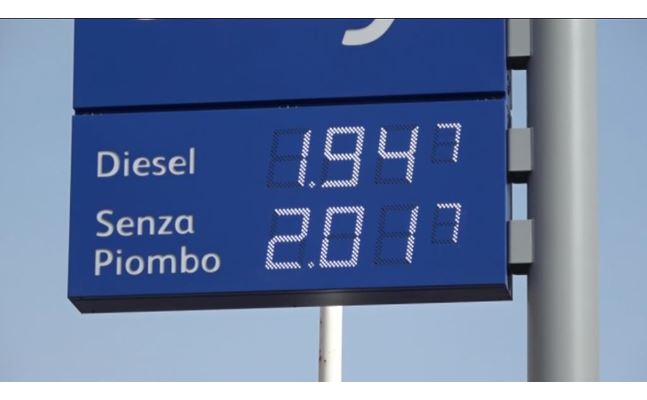 Diesel 1.947
Senza
Piombo 2.017